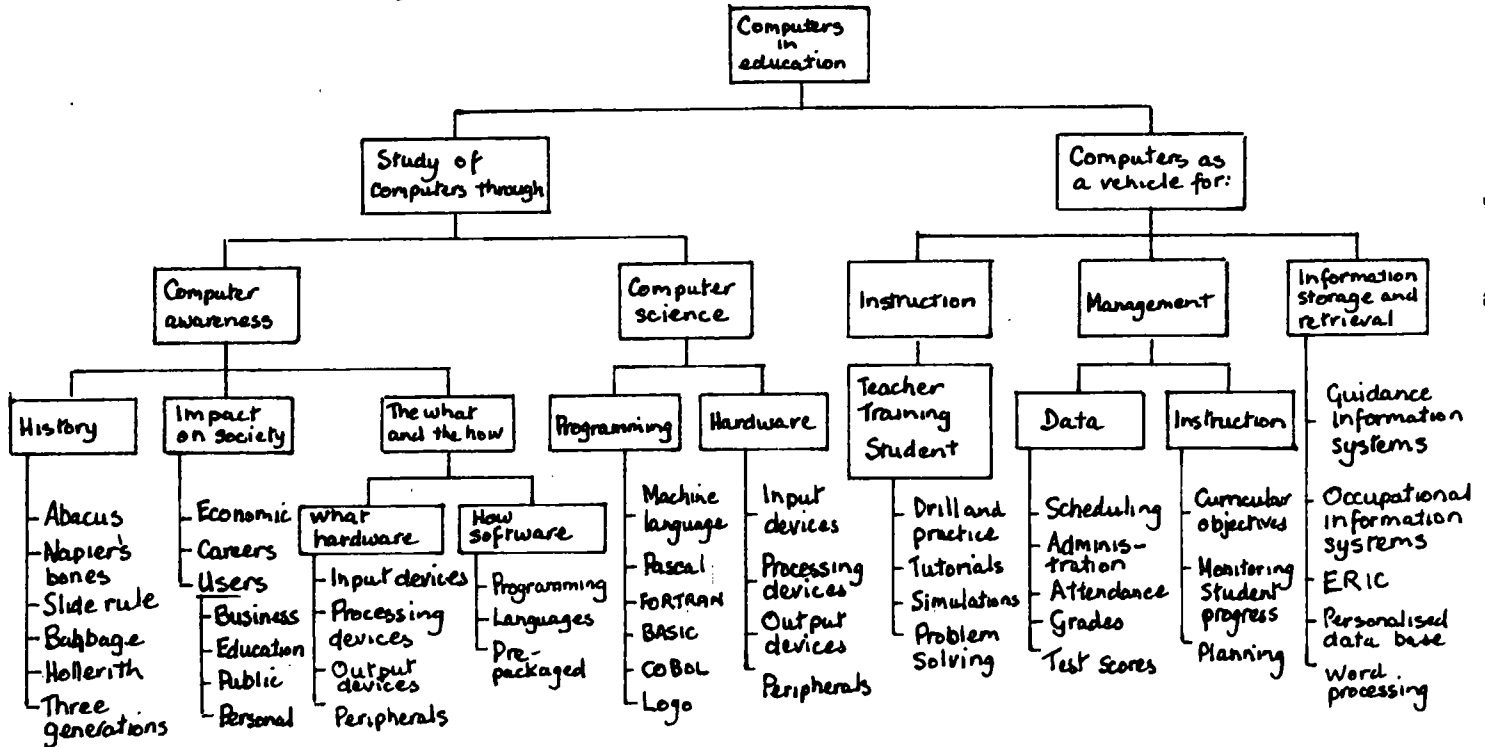 Computers
in
education
Study of
computers through
Computers as
a vehicle for:
Computer
awareness
Computer
science
Instruction
Management
Information
storage and
retrieval
History
Impact
on society
The what
and the how
Programming
Hardware
Teacher
Training
Student
Data
Instruction
Abacus
Napier's
bones
Slide rule
Babbage
Hollerith
Three
generations
Economic
Careers
Users
Business
Education
Public
Personal
What
hardware
How
software
Input devices
Processing
devices
Output
devices
Peripherals
Programming
Languages
Pre-
packaged
Machine
language
Pascal
FORTRAN
BASIC
COBOL
Logo
Input
devices
Processing
devices
Output
devices
Peripherals
Drill and
practice
Tutorials
Simulations
Problem
Solving
Scheduling
Adminis-
tration
Attendance
Grades
Test scores
Curricular
objectives
Monitoring
Student
progress
Planning
Guidance
Information
systems
Occupational
information
systems
ERIC
Personalised
data base
Word
processing